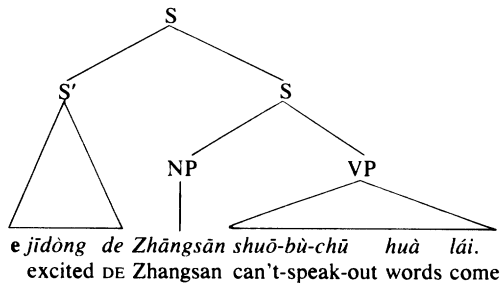 S
S′ S
NP VP
e jīdòng de Zhāngsān shuō-bù-chū huà lái.
excited DE Zhangsan can't-speak-out words come